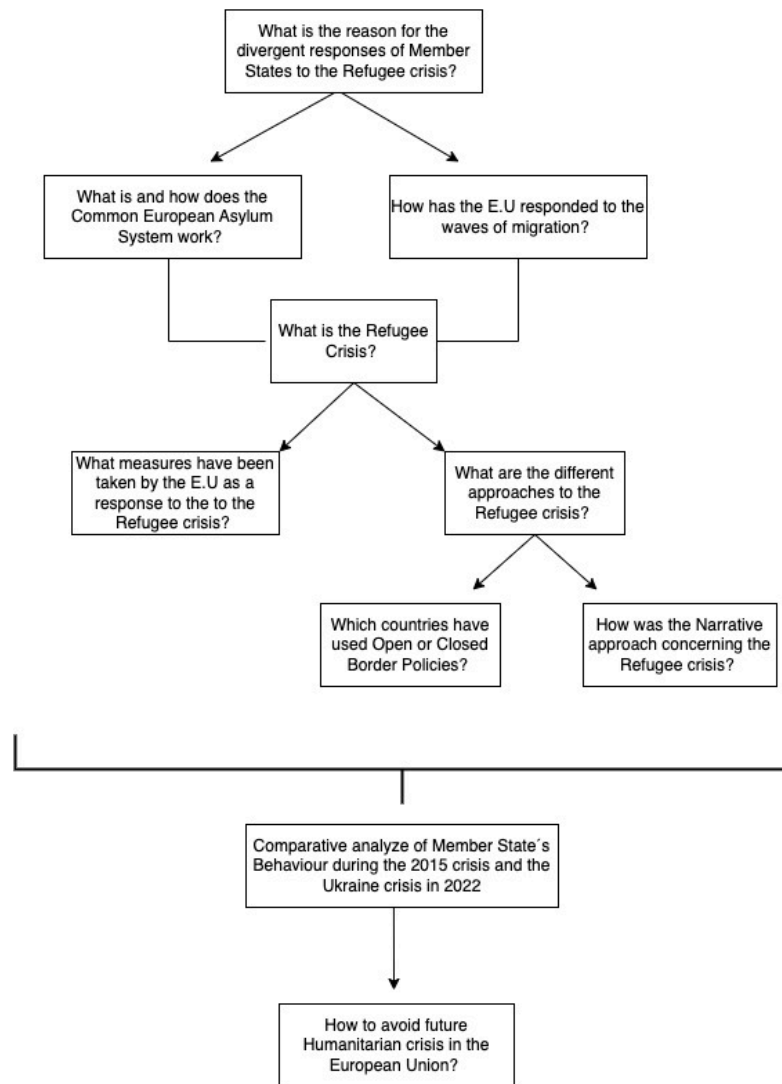 What is the reason for the
divergent responses of Member
States to the Refugee crisis?
What is and how does the
Common European Asylum
System work?
How has the E.U responded to the
waves of migration?
What is the Refugee
Crisis?
What measures have been
taken by the E.U as a
response to the to the
Refugee crisis?
What are the different
approaches to the
Refugee crisis?
Which countries have
used Open or Closed
Border Policies?
How was the Narrative
approach concerning the
Refugee crisis?
Comparative analyze of Member State´s
Behaviour during the 2015 crisis and the
Ukraine crisis in 2022
How to avoid future
Humanitarian crisis in the
European Union?